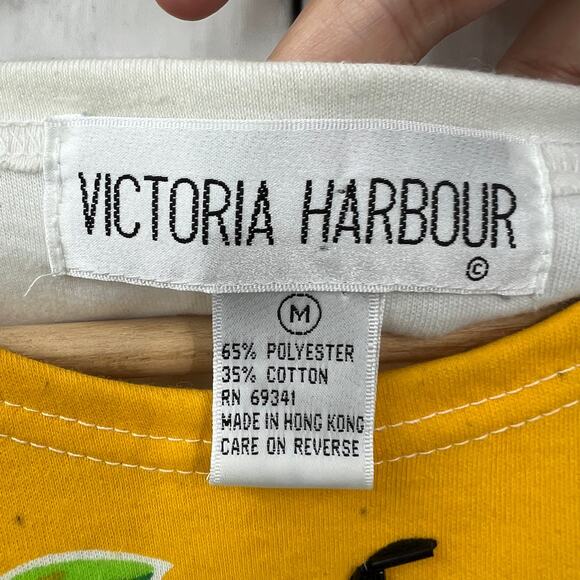 VICTORIA HARBOUR
©
M
65% POLYESTER
35% COTTON
RN 69341
MADE IN HONG KONG
CARE ON REVERSE